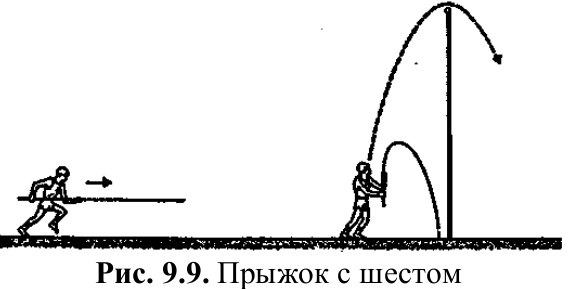 Рис. 9.9. Прыжок с шестом